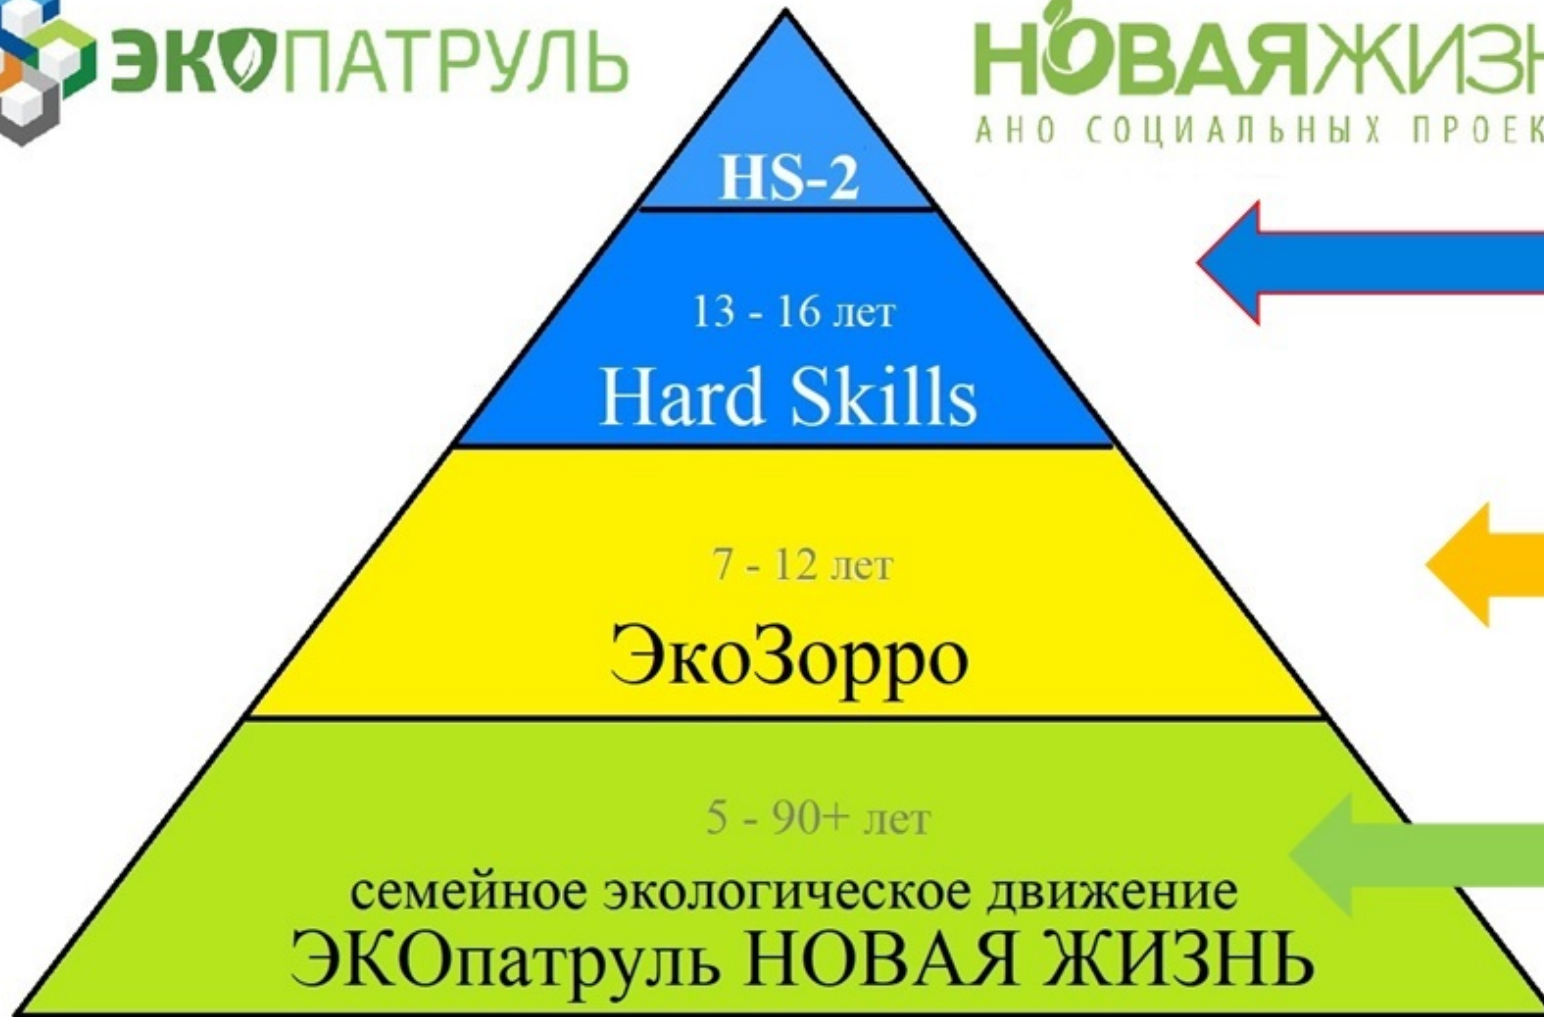 ЭКОПАТРУЛЬ
НОВАЯЖИЗН
АНО СОЦИАЛЬНЫХ ПРОЕК
HS-2
13 - 16 лет
Hard Skills
7 - 12 лет
ЭкоЗорро
5 - 90+ лет
семейное экологическое движение
ЭКОпатруль НОВАЯ ЖИЗНЬ